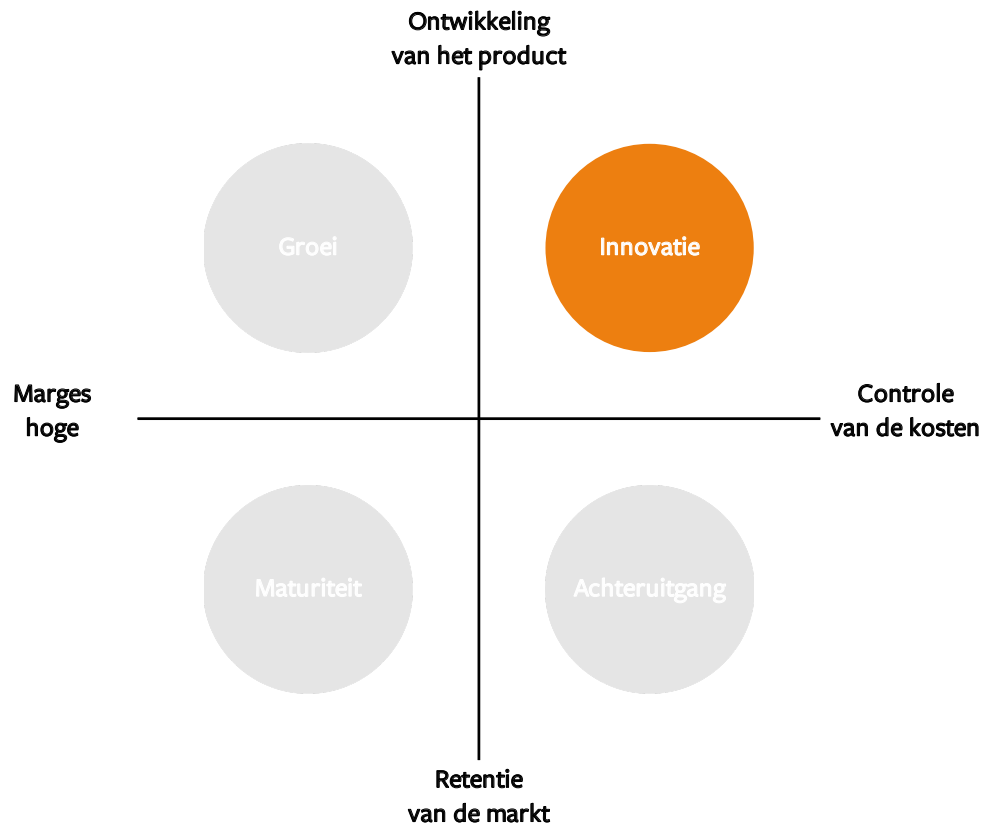 Ontwikkeling
van het product
Groei
Innovatie
Marges
hoge
Controle
van de kosten
Maturiteit
Achteruitgang
Retentie
van de markt